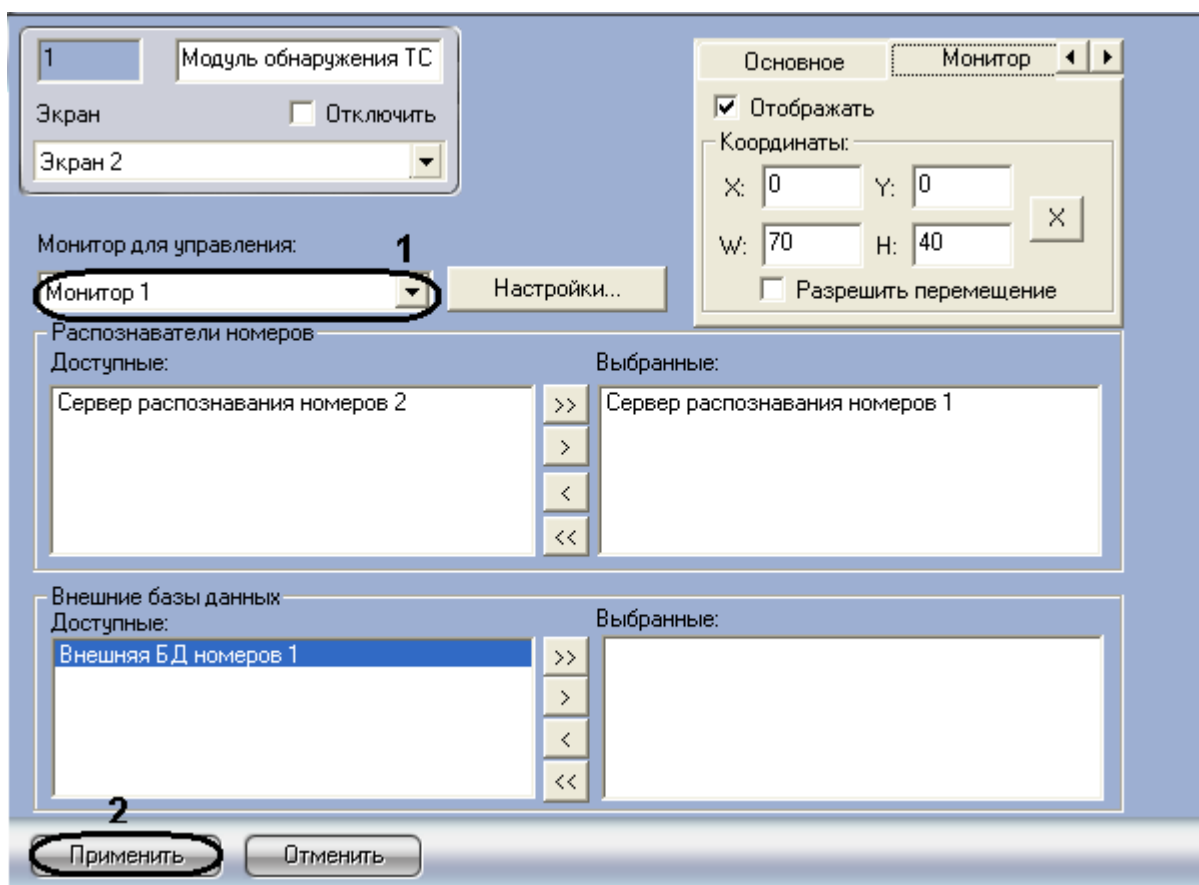 1
Модуль обнаружения ТС
Экран
Отключить
Экран 2
Основное
Монитор
Отображать
Координаты:
X: 0
Y: 0
W: 70
H: 40
X
Разрешить перемещение
Монитор для управления:
1
Монитор 1
Настройки...
Распознаватели номеров
Доступные:
Выбранные:
Сервер распознавания номеров 2
>>
Сервер распознавания номеров 1
>
<
<<
Внешние базы данных
Доступные:
Выбранные:
Внешняя БД номеров 1
>>
>
<
<<
2
Применить
Отменить